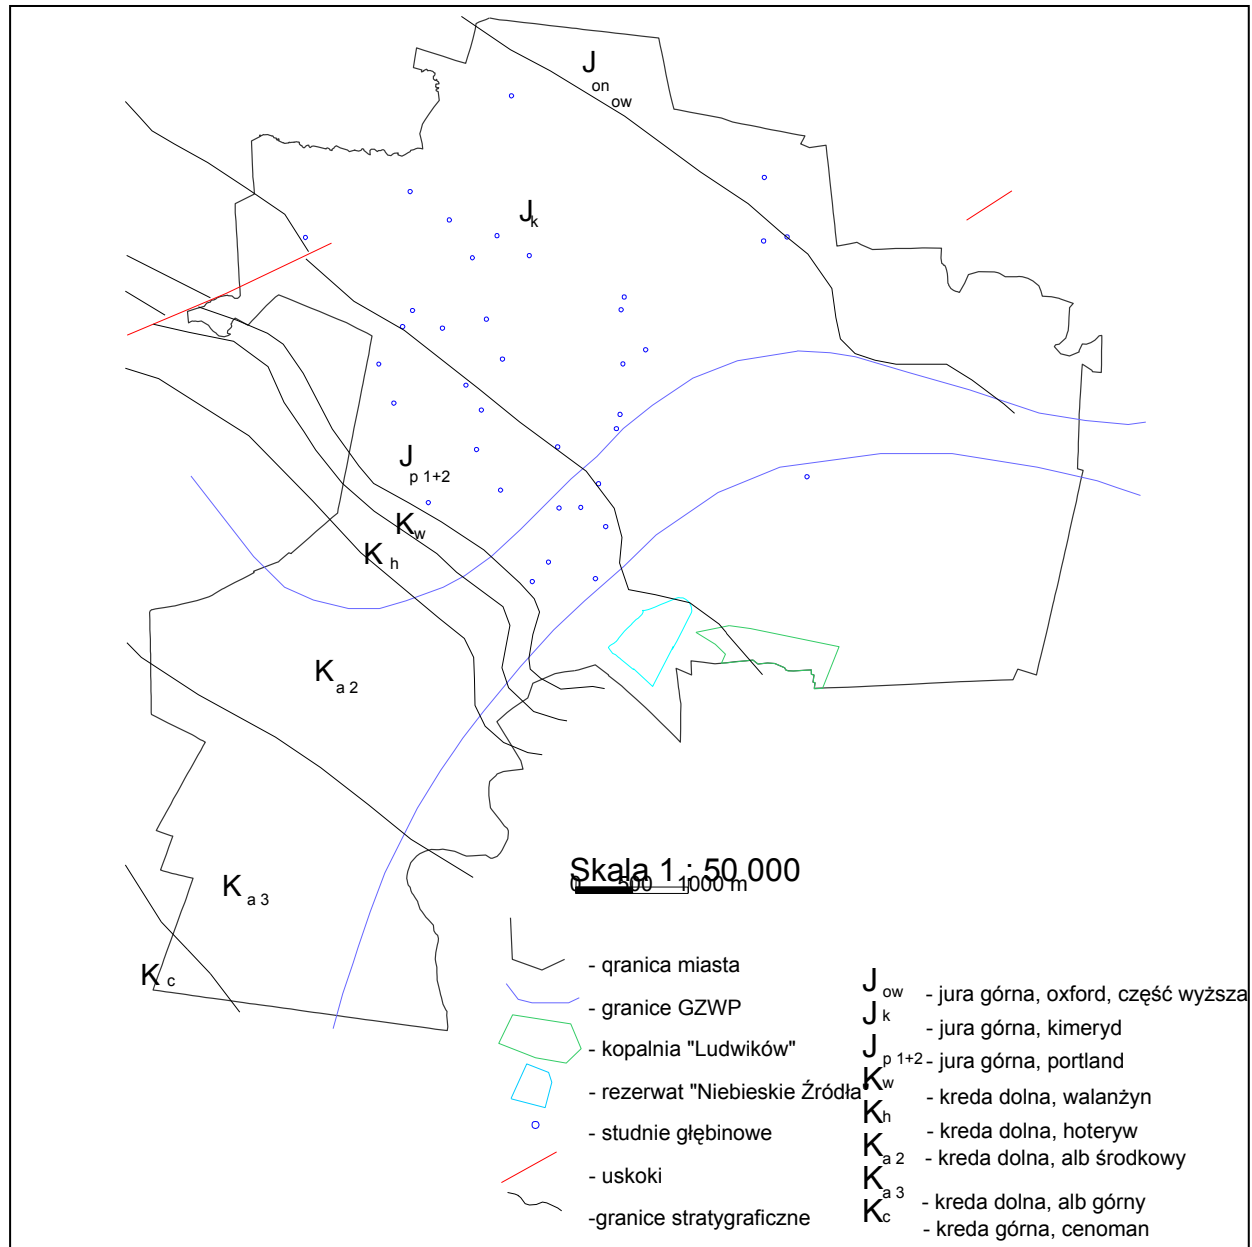 J
on
ow
J k
J
p 1+2
K w
K h
K a 2
K a 3
K c
Skala 1 : 50 000
0 500 1000 m
- qranica miasta
- granice GZWP
- kopalnia "Ludwików"
- rezerwat "Niebieskie Źródła"
- studnie głębinowe
- uskoki
-granice stratygraficzne
J ow - jura górna, oxford, część wyższa
J k - jura górna, kimeryd
J p 1+2 - jura górna, portland
K w - kreda dolna, walanżyn
K h - kreda dolna, hoteryw
K a 2 - kreda dolna, alb środkowy
K a 3 - kreda dolna, alb górny
K c - kreda górna, cenoman